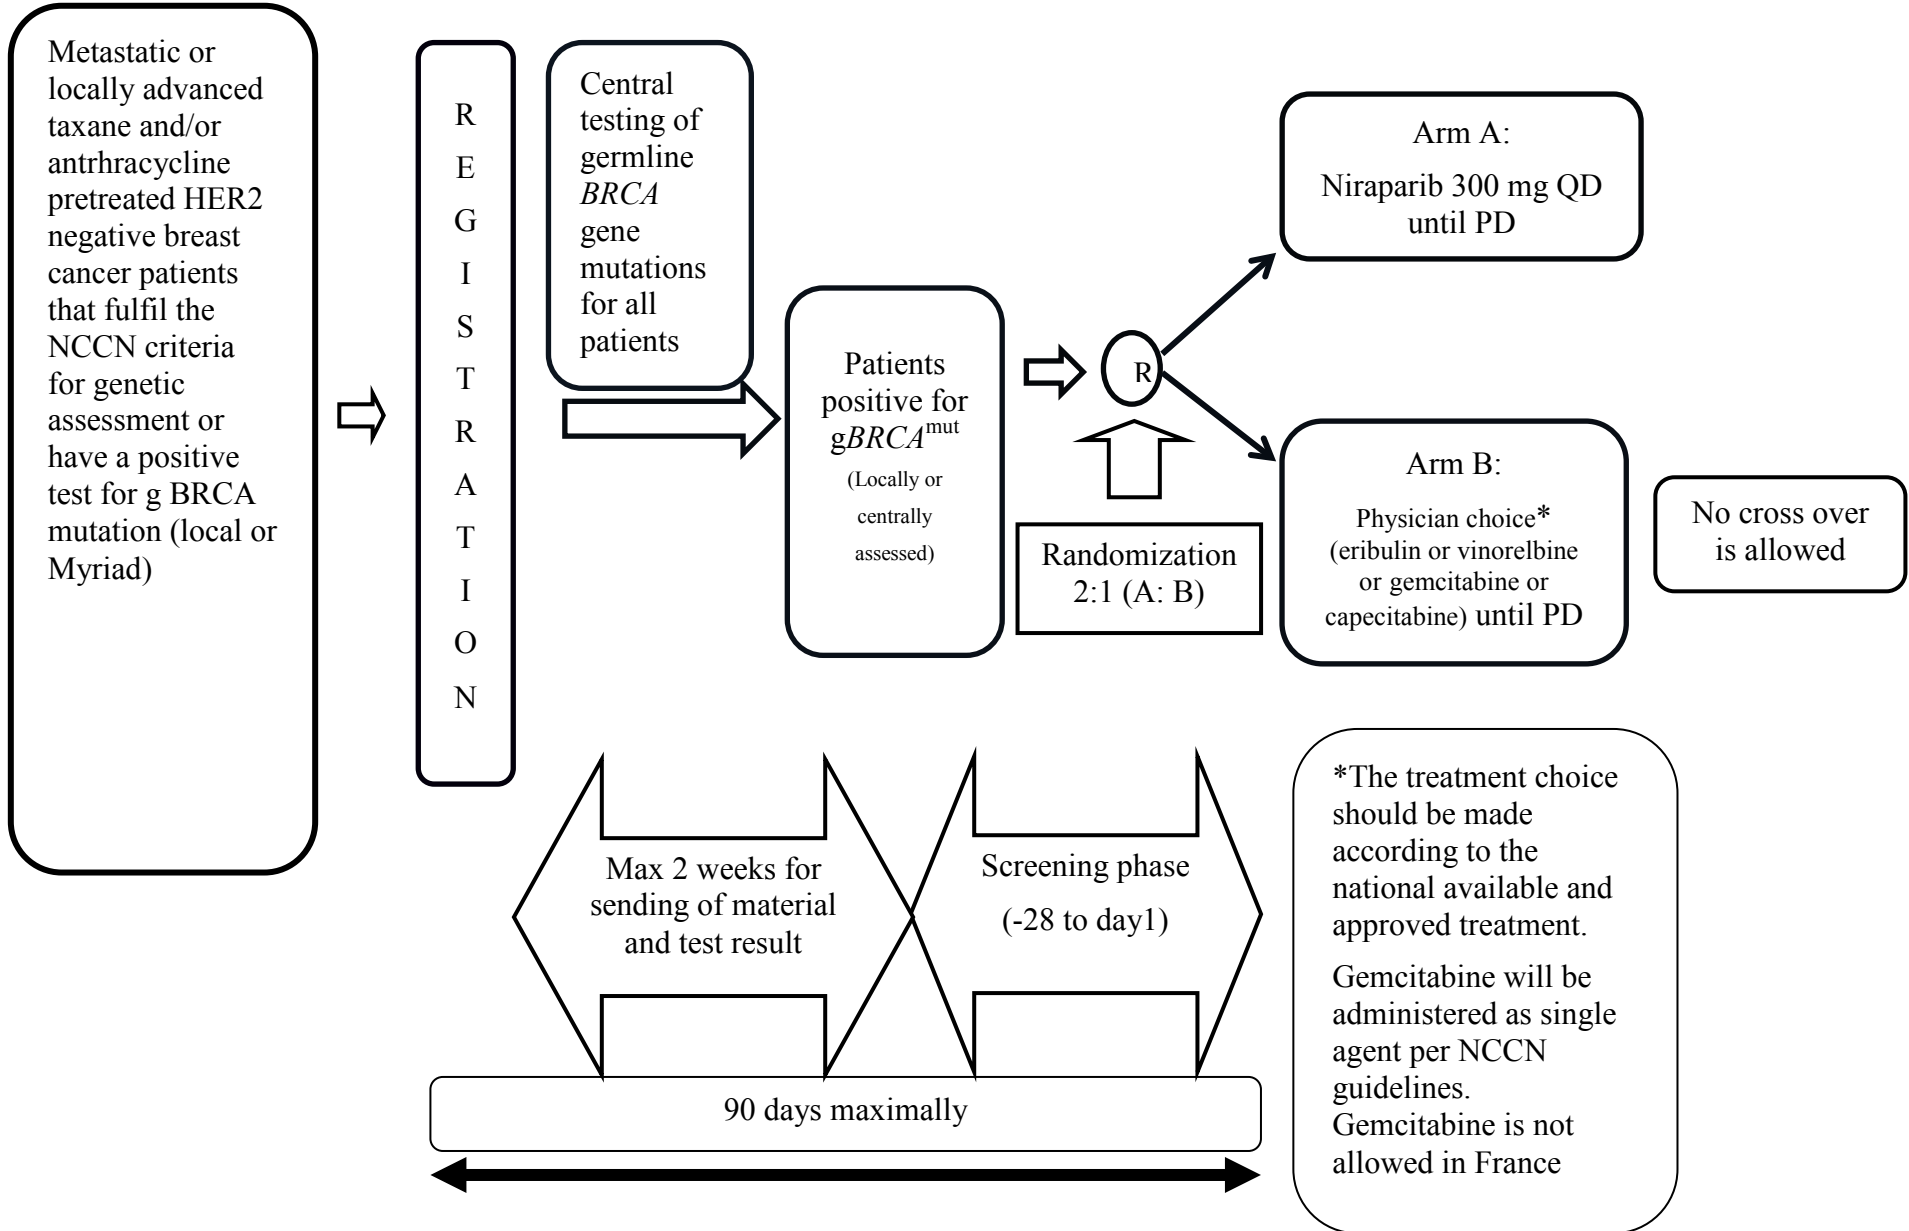 Metastatic or
locally advanced
taxane and/or
antrhracycline
pretreated HER2
negative breast
cancer patients
that fulfil the
NCCN criteria
for genetic
assessment or
have a positive
test for g BRCA
mutation (local or
Myriad)
R
E
G
I
S
T
R
A
T
I
O
N
Central
testing of
germline
BRCA
gene
mutations
for all
patients
Patients
positive for
gBRCAmut
(Locally or
centrally
assessed)
R
Randomization
2:1 (A: B)
Arm A:
Niraparib 300 mg QD
until PD
Arm B:
Physician choice*
(eribulin or vinorelbine
or gemcitabine or
capecitabine) until PD
No cross over
is allowed
Max 2 weeks for
sending of material
and test result
Screening phase
(-28 to day1)
90 days maximally
*The treatment choice
should be made
according to the
national available and
approved treatment.
Gemcitabine will be
administered as single
agent per NCCN
guidelines.
Gemcitabine is not
allowed in France